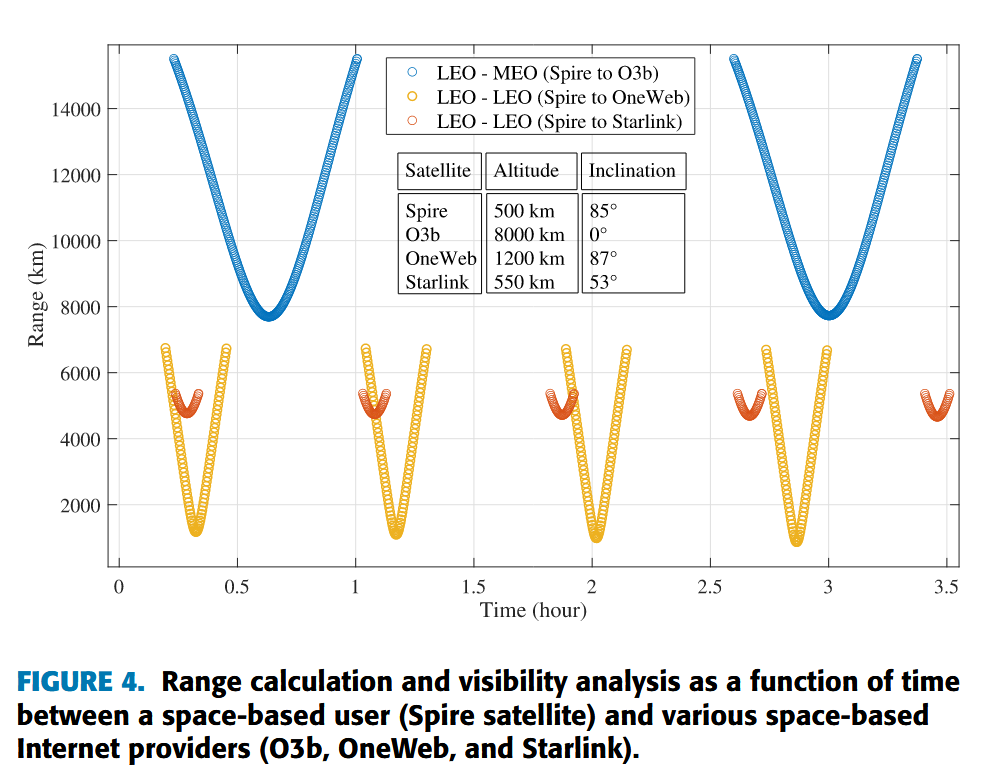 LEO - MEO (Spire to O3b)
LEO - LEO (Spire to OneWeb)
LEO - LEO (Spire to Starlink)
Satellite Altitude Inclination
Spire 500 km 85°
O3b 8000 km 0°
OneWeb 1200 km 87°
Starlink 550 km 53°
Range (km)
14000
12000
10000
8000
6000
4000
2000
0 0.5 1 1.5 2 2.5 3 3.5
Time (hour)
FIGURE 4. Range calculation and visibility analysis as a function of time
between a space-based user (Spire satellite) and various space-based
Internet providers (O3b, OneWeb, and Starlink).